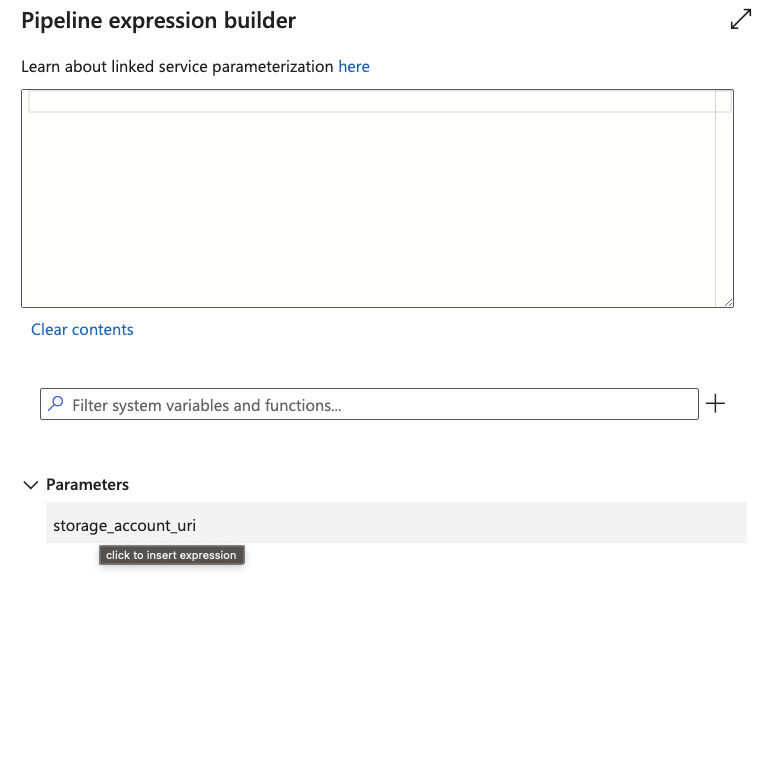 Pipeline expression builder
Learn about linked service parameterization here
Clear contents
Filter system variables and functions...
Parameters
storage_account_uri
click to insert expression